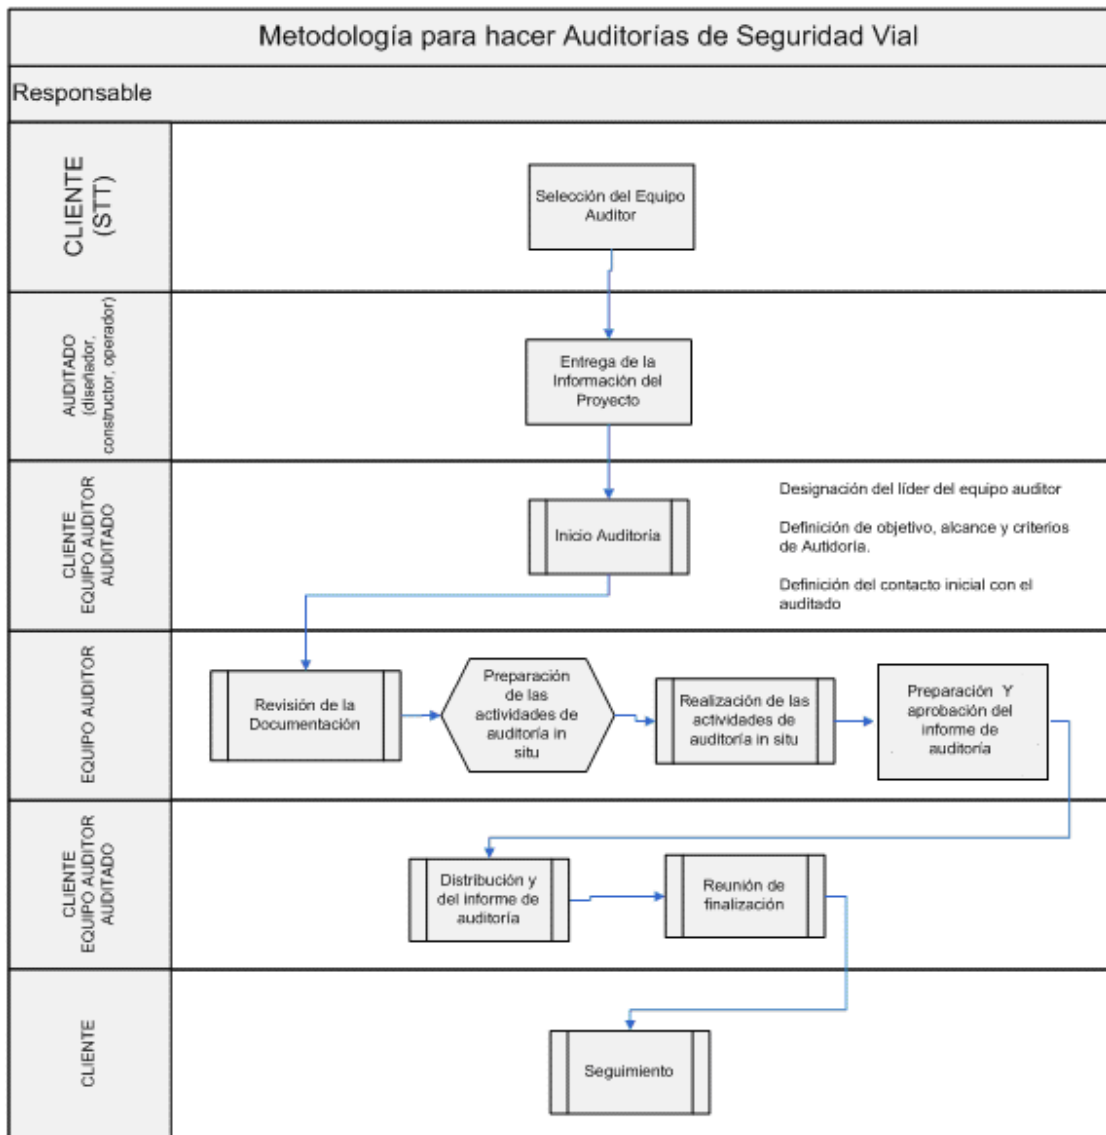 Metodología para hacer Auditorías de Seguridad Vial
Responsable
CLIENTE
(STT)
Selección del Equipo
Auditor
AUDITADO
(diseñador,
constructor, operador)
Entrega de la
Información del
Proyecto
CLIENTE
EQUIPO AUDITOR
AUDITADO
Inicio Auditoría
Designación del líder del equipo auditor
Definición de objetivo, alcance y criterios
de Autidoría.
Definición del contacto inicial con el
auditado
EQUIPO AUDITOR
Revisión de la
Documentación
Preparación
de las
actividades de
auditoría in
situ
Realización de las
actividades de
auditoría in situ
Preparación Y
aprobación del
informe de
auditoría
CLIENTE
EQUIPO AUDITOR
AUDITADO
Distribución y
del informe de
auditoría
Reunión de
finalización
CLIENTE
Seguimiento